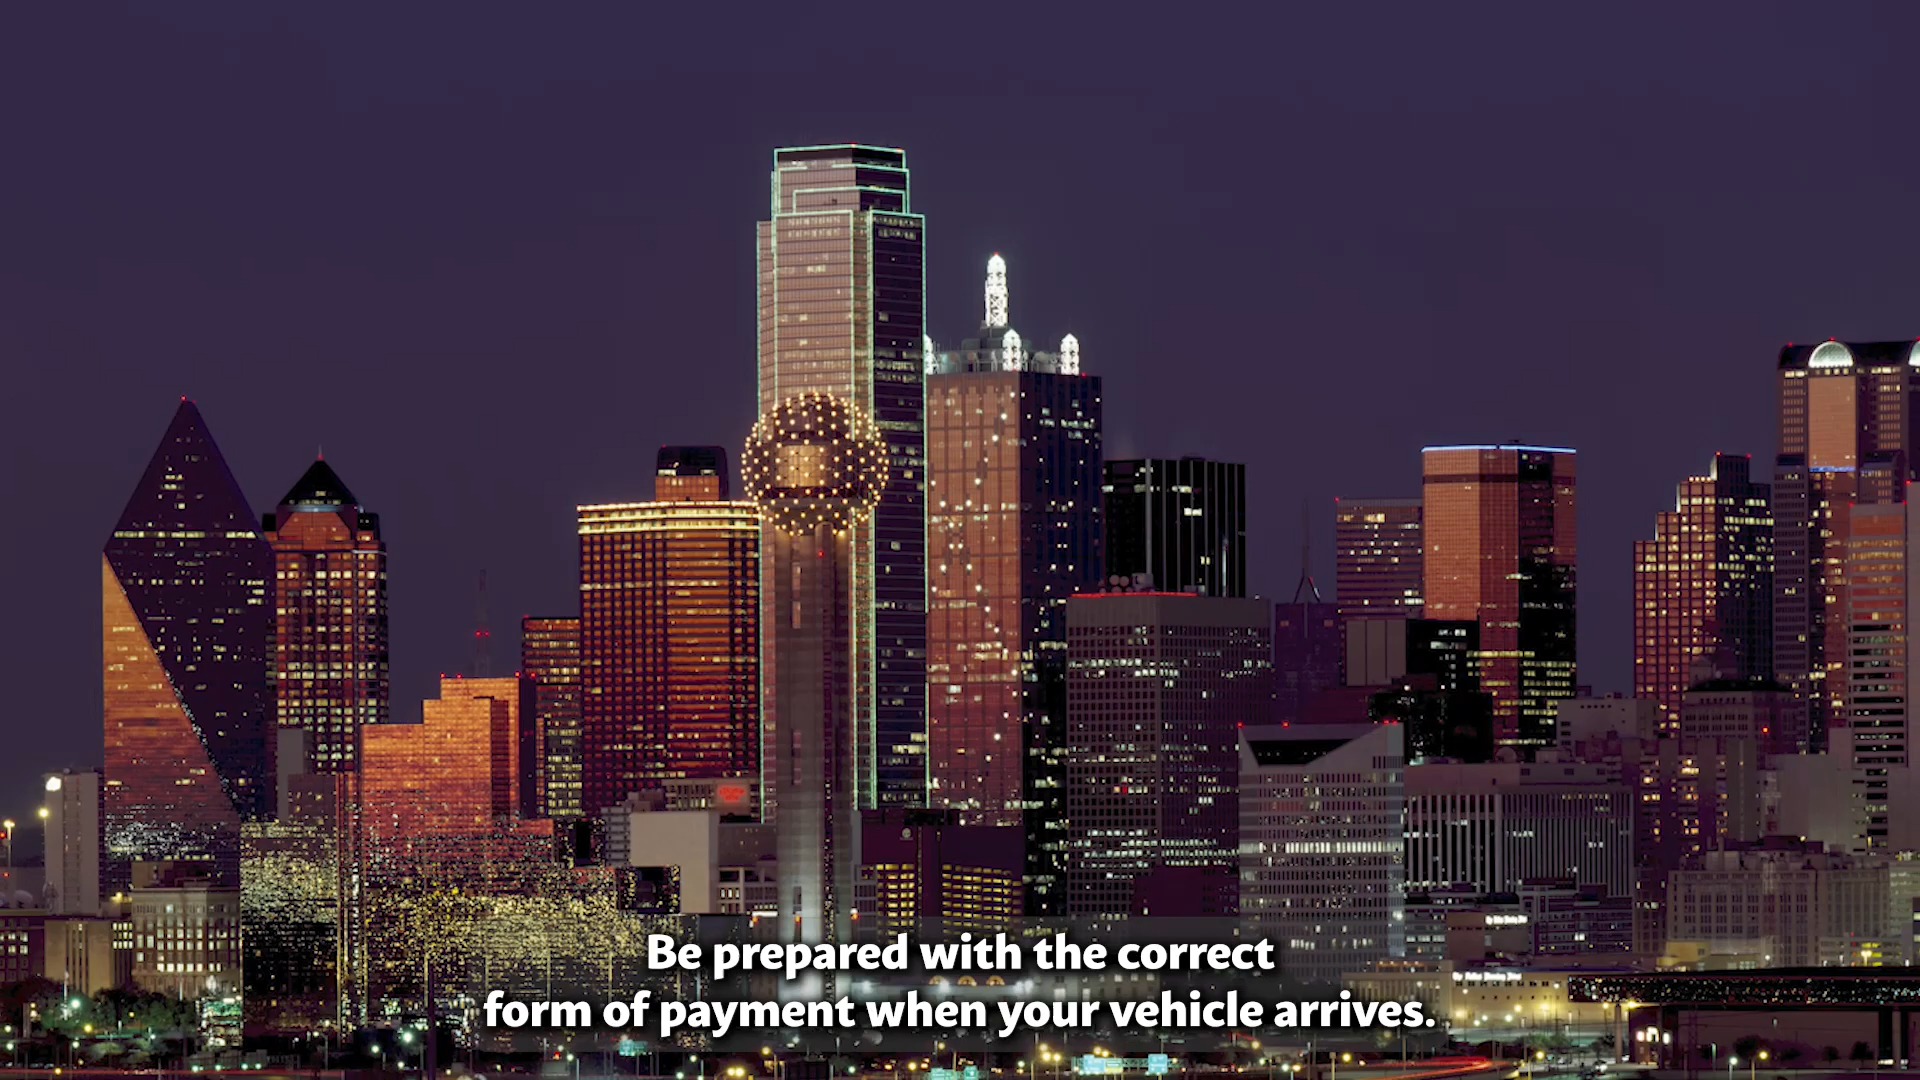 Be prepared with the correct
form of payment when your vehicle arrives.